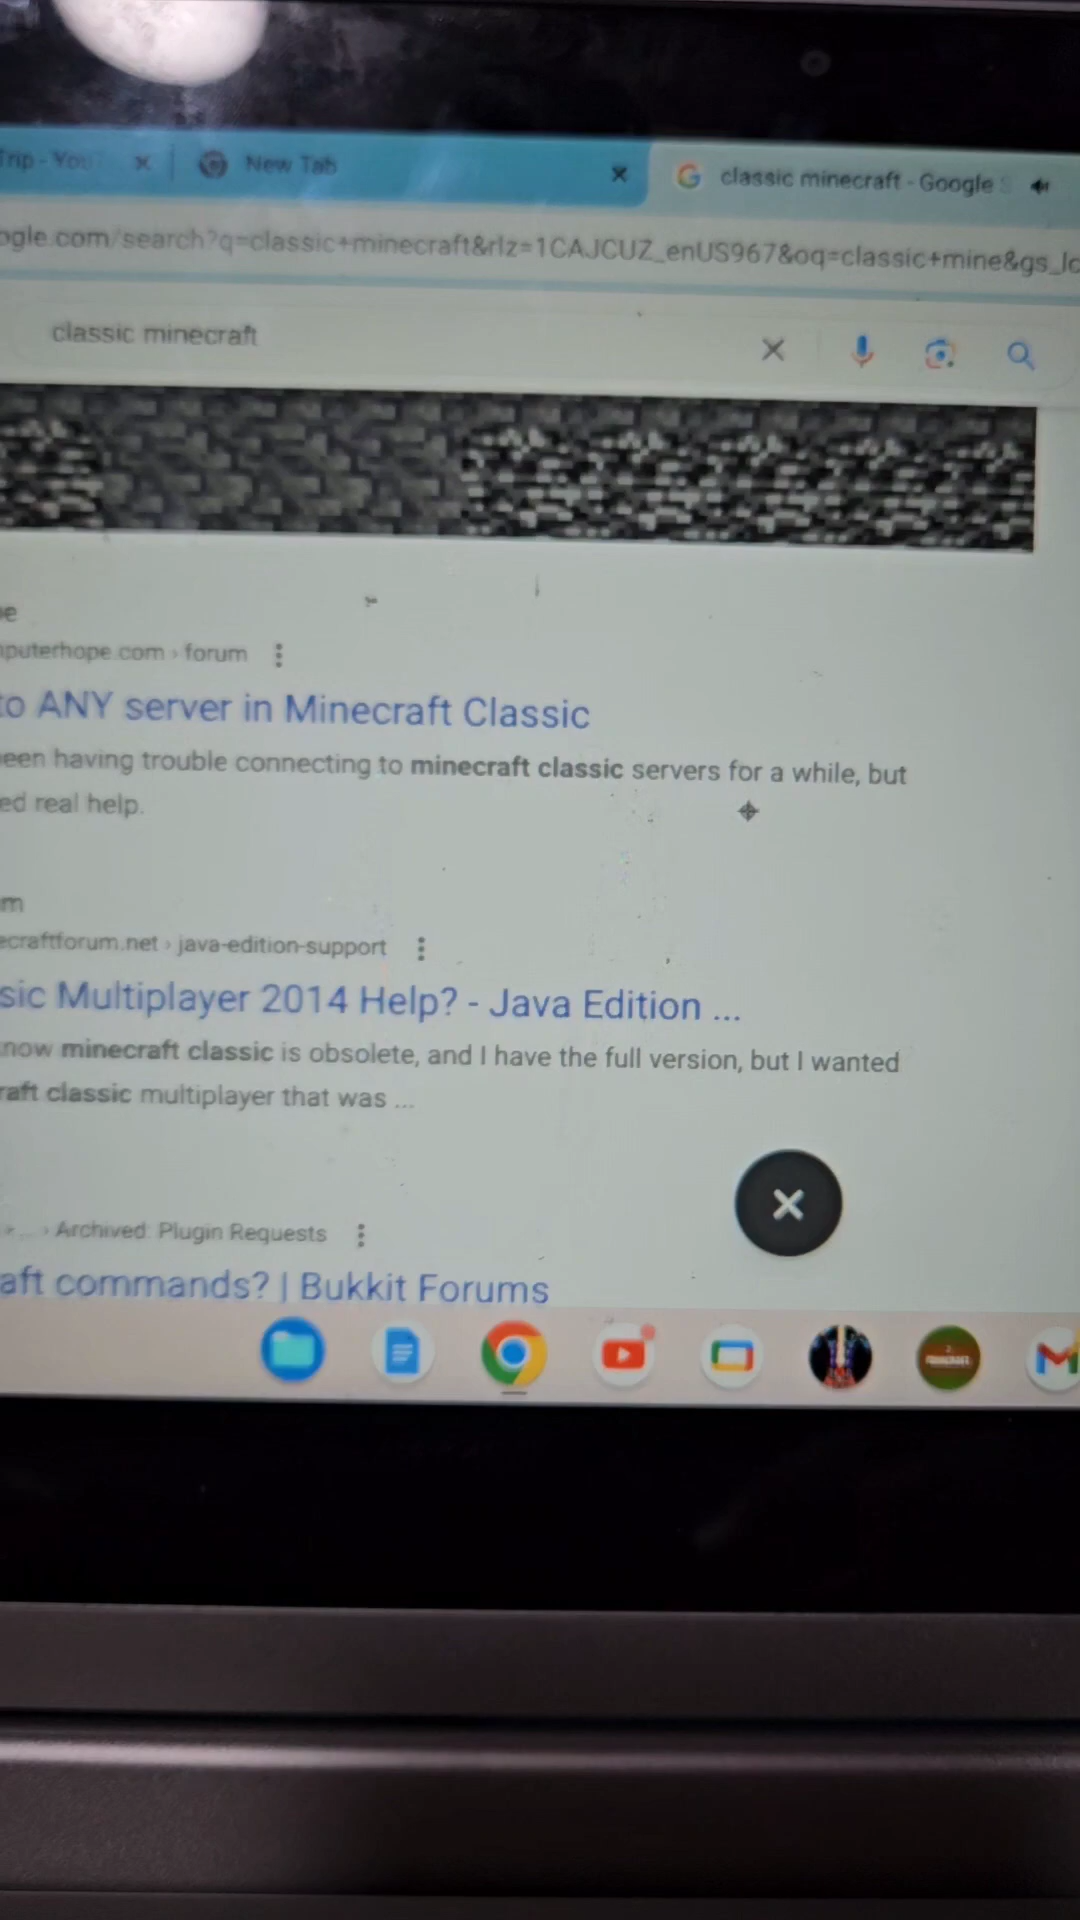 Trip - YouT
New Tab
classic minecraft - Google S
ogle.com/search?q=classic+minecraft&rlz=1CAJCUZ_enUS967&oq=classic+mine&gs_lc
classic minecraft
e
puterhope.com › forum
to ANY server in Minecraft Classic
een having trouble connecting to minecraft classic servers for a while, but
ed real help.
m
ecraftforum.net › java-edition-support
sic Multiplayer 2014 Help? - Java Edition ...
now minecraft classic is obsolete, and I have the full version, but I wanted
raft classic multiplayer that was ...
› Archived: Plugin Requests
aft commands? | Bukkit Forums